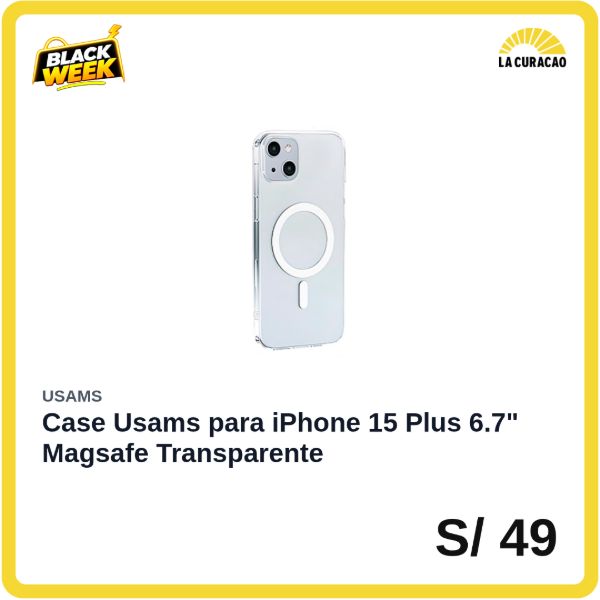 BLACK
WEEK
LA CURACAO
USAMS
Case Usams para iPhone 15 Plus 6.7"
Magsafe Transparente
S/ 49